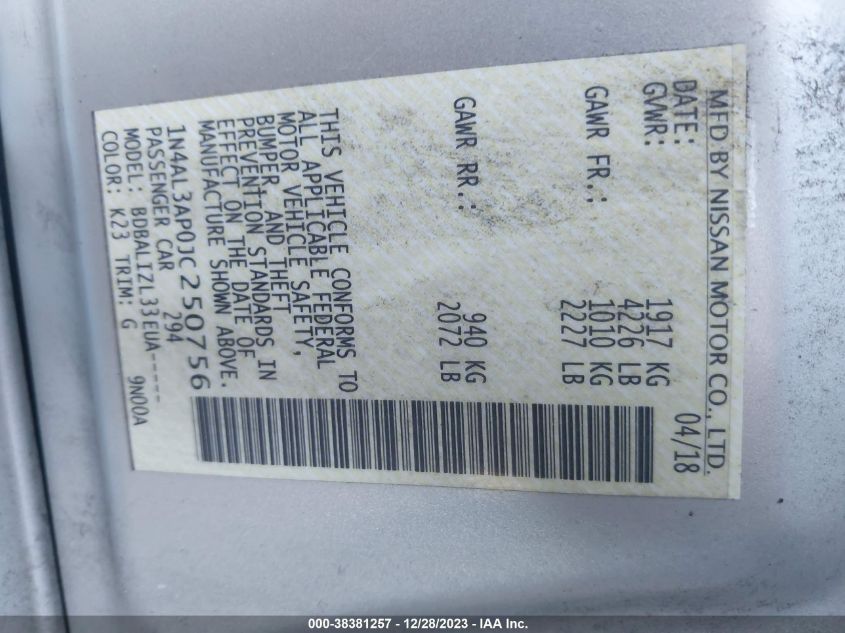 MFD BY NISSAN MOTOR CO., LTD.
DATE: 04/18
GVWR: 1917 KG
4226 LB
GAWR FR.: 1010 KG
2227 LB
GAWR RR.: 940 KG
2072 LB
THIS VEHICLE CONFORMS TO
ALL APPLICABLE FEDERAL
MOTOR VEHICLE SAFETY,
BUMPER, AND THEFT
PREVENTION STANDARDS IN
EFFECT ON THE DATE OF
MANUFACTURE SHOWN ABOVE.
1N4AL3AP0JC250756
PASSENGER CAR 294
MODEL: BDBALIZL33EUA-----
COLOR: K23 TRIM: G 9N00A
000-38381257 - 12/28/2023 - IAA Inc.